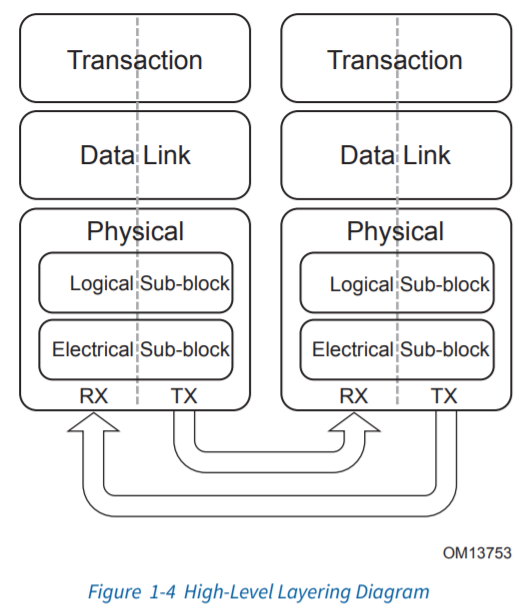 Transaction
Transaction
Data Link
Data Link
Physical
Physical
Logical Sub-block
Logical Sub-block
Electrical Sub-block
Electrical Sub-block
RX TX
RX TX
OM13753
Figure 1-4 High-Level Layering Diagram